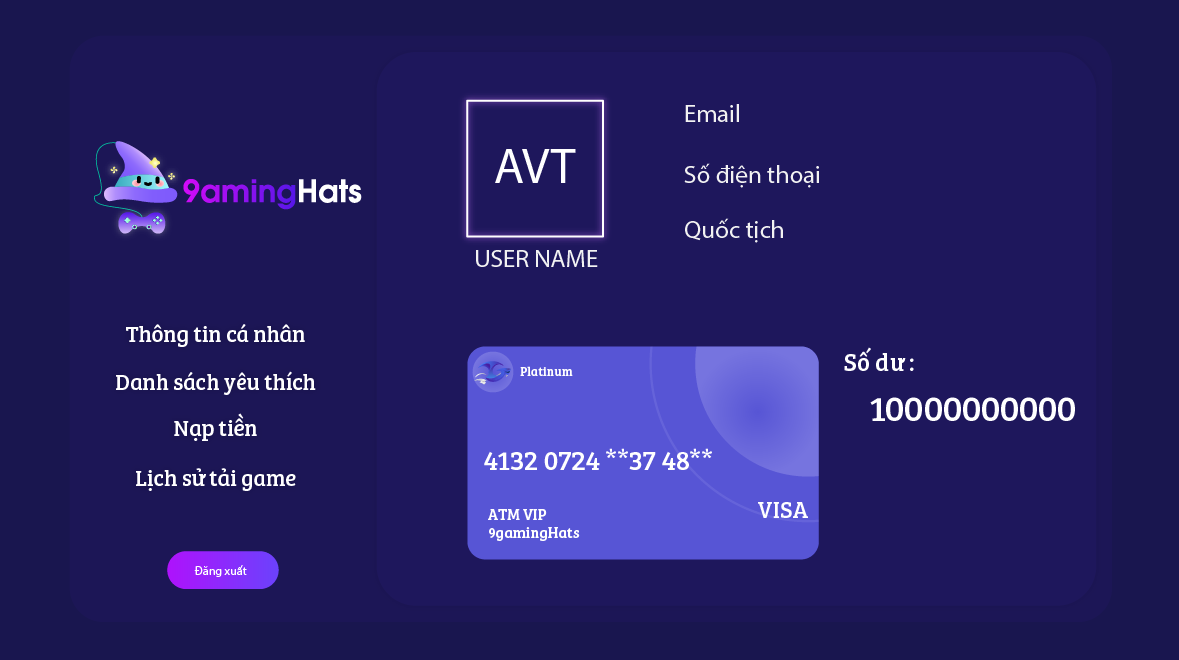 9amingHats
Thông tin cá nhân
Danh sách yêu thích
Nạp tiền
Lịch sử tải game
Đăng xuất
AVT
USER NAME
Email
Số điện thoại
Quốc tịch
Platinum
4132 0724 **37 48**
ATM VIP
9gamingHats
VISA
Số dư :
10000000000